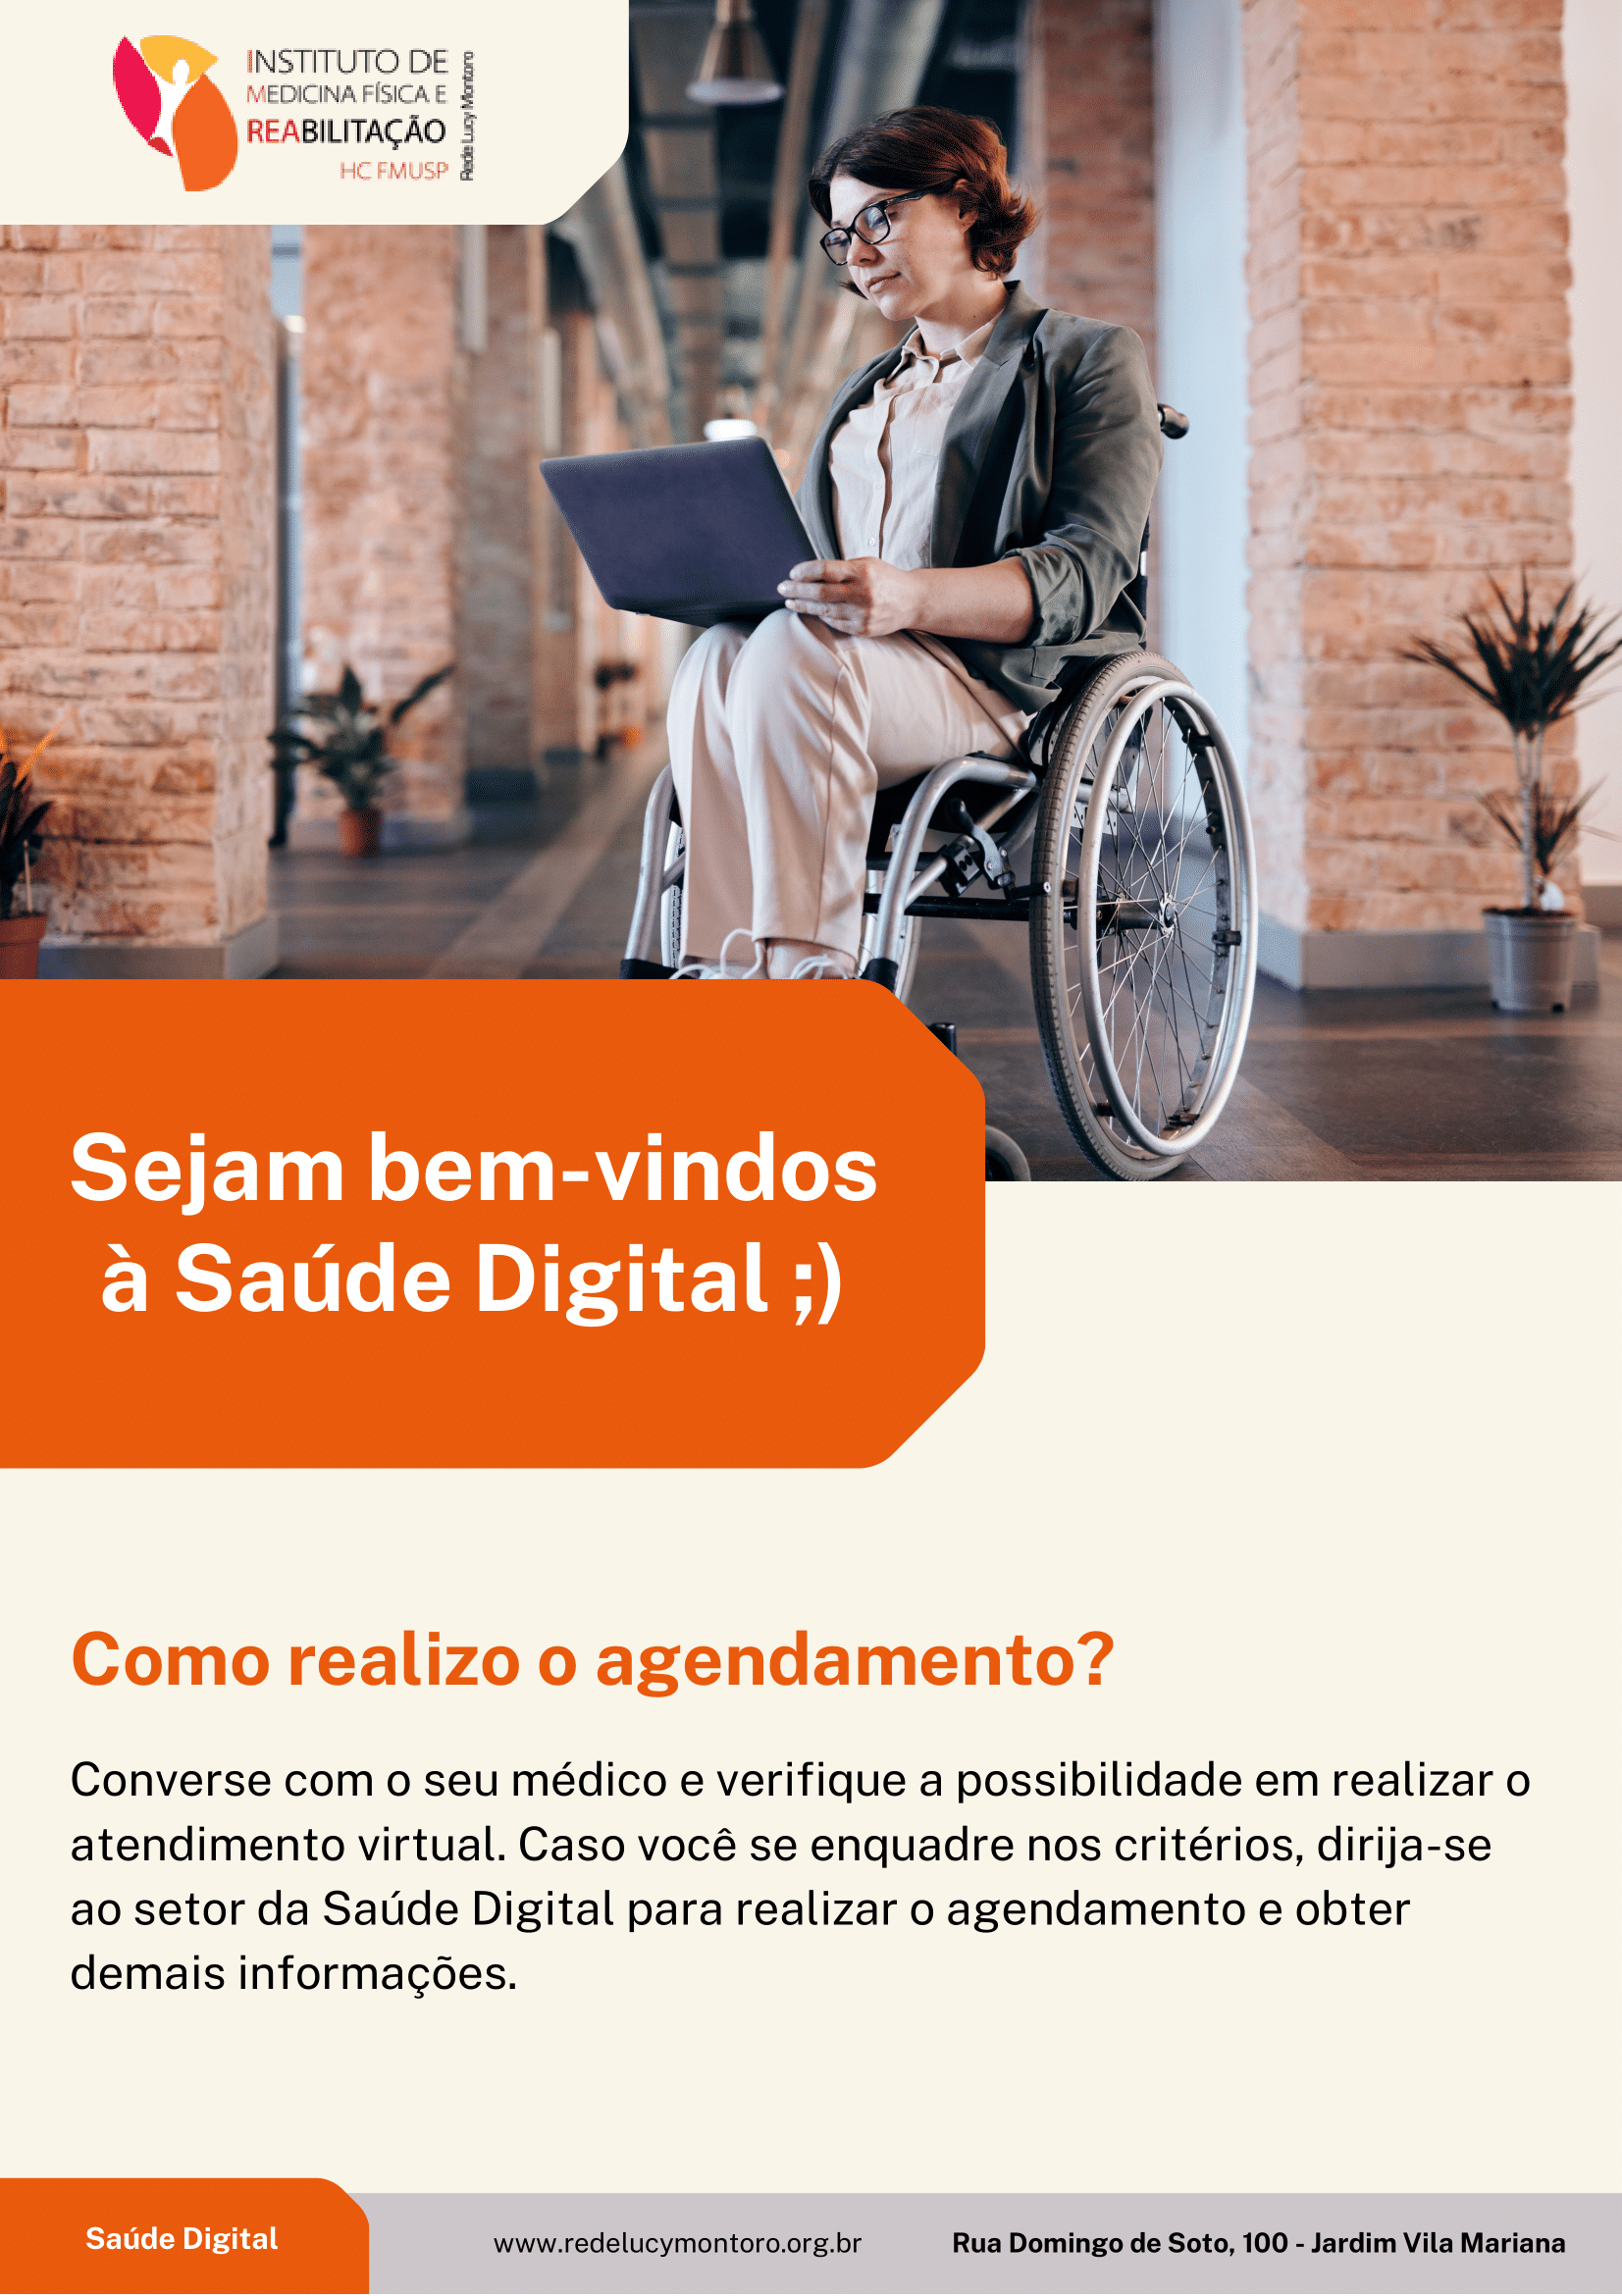 INSTITUTO DE
MEDICINA FÍSICA E
REABILITAÇÃO
HC FMUSP
Rede Lucy Montoro
Sejam bem-vindos
à Saúde Digital ;)
Como realizo o agendamento?
Converse com o seu médico e verifique a possibilidade em realizar o
atendimento virtual. Caso você se enquadre nos critérios, dirija-se
ao setor da Saúde Digital para realizar o agendamento e obter
demais informações.
Saúde Digital
www.redelucymontoro.org.br
Rua Domingo de Soto, 100 - Jardim Vila Mariana